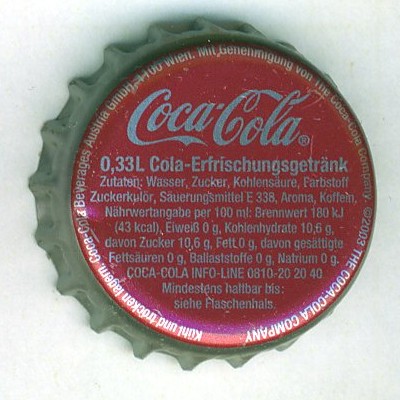 Coca-Cola®
0,33L Cola-Erfrischungsgetränk
Zutaten: Wasser, Zucker, Kohlensäure, Farbstoff
Zuckerkulör, Säuerungsmittel E 338, Aroma, Koffein.
Nährwertangabe per 100 ml: Brennwert 180 kJ
(43 kcal), Eiweiß 0 g, Kohlenhydrate 10,6 g,
davon Zucker 10,6 g, Fett 0 g, davon gesättigte
Fettsäuren 0 g, Ballaststoffe 0 g, Natrium 0 g.
COCA-COLA INFO-LINE 0810-20 20 40
Mindestens haltbar bis:
siehe Flaschenhals.
Kühl und trocken lagern. Coca-Cola Beverages Austria GmbH, 1100 Wien. Mit Genehmigung von The Coca-Cola Company. ©2003 THE COCA-COLA COMPANY